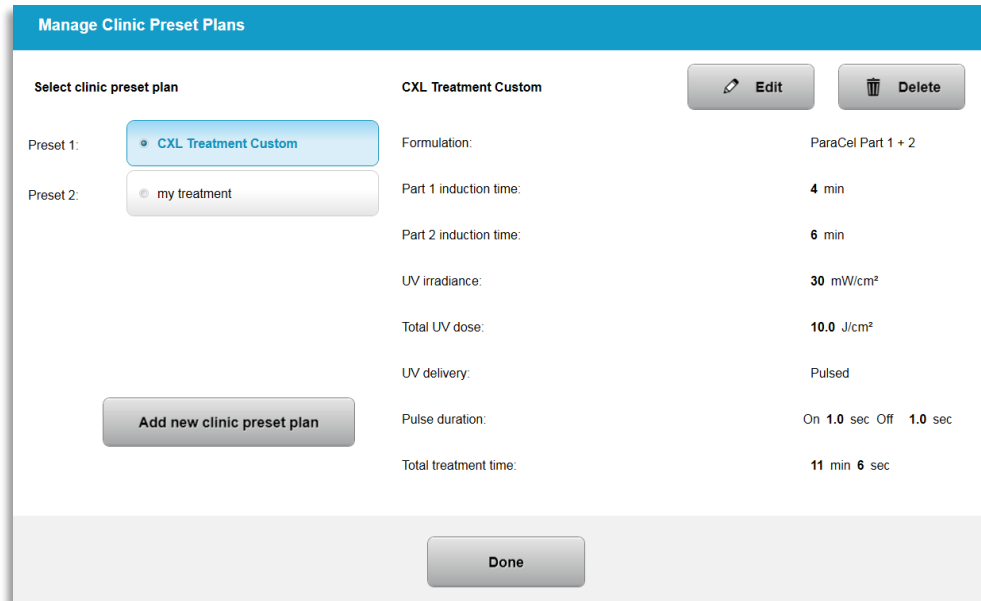 Manage Clinic Preset Plans
Select clinic preset plan
Preset 1: CXL Treatment Custom
Preset 2: my treatment
Add new clinic preset plan
CXL Treatment Custom
Edit
Delete
Formulation: ParaCel Part 1 + 2
Part 1 induction time: 4 min
Part 2 induction time: 6 min
UV irradiance: 30 mW/cm²
Total UV dose: 10.0 J/cm²
UV delivery: Pulsed
Pulse duration: On 1.0 sec Off 1.0 sec
Total treatment time: 11 min 6 sec
Done